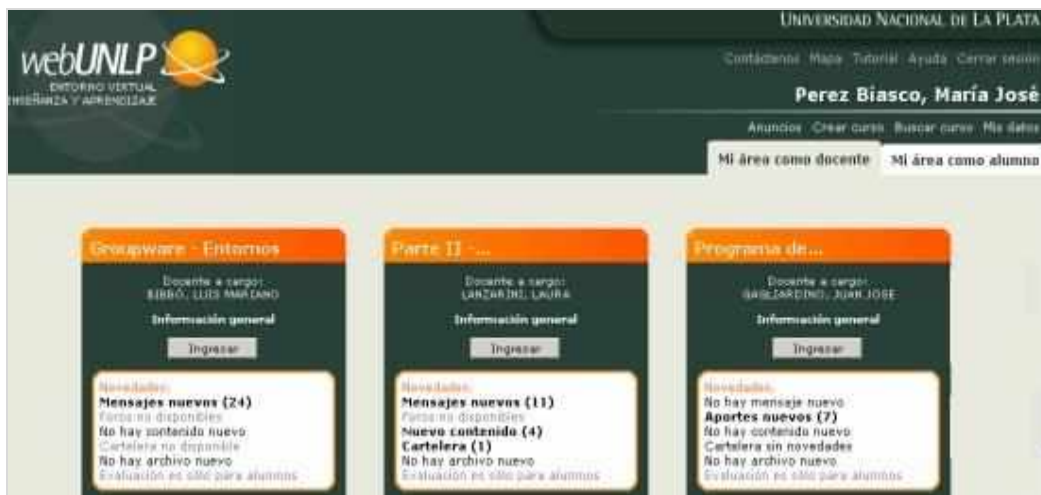 UNIVERSIDAD NACIONAL DE LA PLATA
webUNLP
ENTORNO VIRTUAL
ENSEÑANZA Y APRENDIZAJE
Contáctenos Mapa Tutorial Ayuda Cerrar sesión
Perez Biasco, María José
Anuncios Crear curso Buscar curso Mis datos
Mi área como docente Mi área como alumno
Groupware - Entornos
Docente a cargo:
BIBBÓ, LUIS MARIANO
Información general
Ingresar
Novedades:
Mensajes nuevos (24)
Foros no disponibles
No hay contenido nuevo
Cartelera no disponible
No hay archivo nuevo
Evaluación es sólo para alumnos
Parte II -...
Docente a cargo:
LANZARINI, LAURA
Información general
Ingresar
Novedades:
Mensajes nuevos (11)
Foros no disponibles
Nuevo contenido (4)
Cartelera (1)
No hay archivo nuevo
Evaluación es sólo para alumnos
Programa de...
Docente a cargo:
GAGLIARDINO, JUAN JOSE
Información general
Ingresar
Novedades:
No hay mensaje nuevo
Aportes nuevos (7)
No hay contenido nuevo
Cartelera sin novedades
No hay archivo nuevo
Evaluación es sólo para alumnos